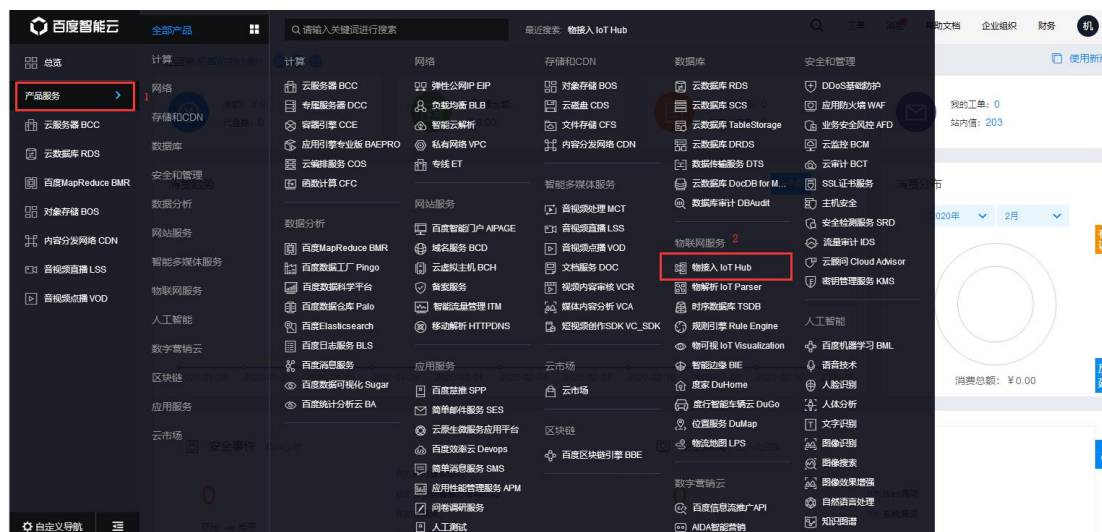 百度智能云
全部产品
请输入关键词进行搜索
最近搜索: 物接入 IoT Hub
工单
消息
帮助文档
企业组织
财务
机
总览
产品服务
1
云服务器 BCC
云数据库 RDS
百度MapReduce BMR
对象存储 BOS
内容分发网络 CDN
音视频直播 LSS
音视频点播 VOD
自定义导航
计算
网络
存储和CDN
数据库
安全和管理
数据分析
网站服务
智能多媒体服务
物联网服务
人工智能
数字营销云
区块链
应用服务
云市场
计算
云服务器 BCC
专属服务器 DCC
容器引擎 CCE
应用引擎专业版 BAEPRO
云编排服务 COS
函数计算 CFC
数据分析
百度MapReduce BMR
百度数据工厂 Pingo
百度数据科学平台
百度数据仓库 Palo
百度Elasticsearch
百度日志服务 BLS
百度消息服务
百度数据可视化 Sugar
百度统计分析云 BA
网络
弹性公网IP EIP
负载均衡 BLB
智能云解析
私有网络 VPC
专线 ET
网站服务
百度智能门户 AIPAGE
域名服务 BCD
云虚拟主机 BCH
备案服务
智能流量管理 ITM
移动解析 HTTPDNS
应用服务
百度慧推 SPP
简单邮件服务 SES
云原生微服务应用平台
百度效率云 Devops
简单消息服务 SMS
应用性能管理服务 APM
问卷调研服务
人工测试
存储和CDN
对象存储 BOS
云磁盘 CDS
文件存储 CFS
内容分发网络 CDN
智能多媒体服务
音视频处理 MCT
音视频直播 LSS
音视频点播 VOD
文档服务 DOC
视频内容审核 VCR
媒体内容分析 VCA
短视频创作SDK VC_SDK
云市场
云市场
区块链
百度区块链引擎 BBE
数据库
云数据库 RDS
云数据库 SCS
云数据库 TableStorage
云数据库 DRDS
数据传输服务 DTS
云数据库 DocDB for M...
数据库审计 DBAudit
物联网服务 2
物接入 IoT Hub
物解析 IoT Parser
时序数据库 TSDB
规则引擎 Rule Engine
物可视 IoT Visualization
智能边缘 BIE
度家 DuHome
度行智能车辆云 DuGo
位置服务 DuMap
物流地图 LPS
数字营销云
百度信息流推广API
AIDA智能营销
安全和管理
DDoS基础防护
应用防火墙 WAF
业务安全风控 AFD
云监控 BCM
云审计 BCT
SSL证书服务
主机安全
安全检测服务 SRD
流量审计 IDS
云顾问 Cloud Advisor
密钥管理服务 KMS
人工智能
百度机器学习 BML
语音技术
人脸识别
人体分析
文字识别
图像识别
图像搜索
图像效果增强
自然语言处理
知识图谱
使用新
我的工单: 0
站内信: 203
消费分布
2020年
2月
消费总额: ¥0.00
安全事件
0